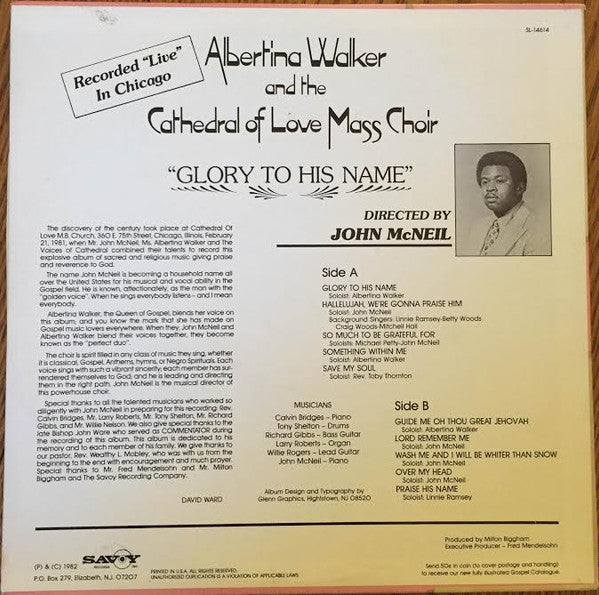 SL-14614
Recorded "Live"
In Chicago
Albertina Walker
and the
Cathedral of Love Mass Choir
"GLORY TO HIS NAME"
DIRECTED BY
JOHN McNEIL
The discovery of the century took place at Cathedral Of
Love M.B. Church, 36O E. 75th Street, Chicago, Illinois, February
21, 1981, when Mr. John McNeil, Ms. Albertina Walker and The
Voices of Cathedral combined their talents to record this
explosive album of sacred and religious music giving praise
and reverence to God.
The name John McNeil is becoming a household name all
over the United States for his musical and vocal ability in the
Gospel field. He is known, affectionately, as the man with the
"golden voice". When he sings everybody listens– and I mean
everybody.
Albertina Walker, the Queen of Gospel, blends her voice on
this album, and you know the mark that she has made on
Gospel music lovers everywhere. When they, John McNeil and
Albertina Walker blend their voices together, they become
known as the "perfect duo".
The choir is spirit filled in any class of music they sing, whether
it is classical, Gospel, Anthems, hymns, or Negro Spirituals. Each
voice sings with such a vibrant sincerity; each member has sur-
rendered themselves to God; and he is leading and directing
them in the right path. John McNeil is the musical director of
this powerhouse choir.
Special thanks to all the talented musicians who worked so
diligently with John McNeil in preparing for this recording: Rev.
Calvin Bridges, Mr. Larry Roberts, Mr. Tony Shelton, Mr. Richard
Gibbs, and Mr. Willie Nelson. We also give special thanks to the
late Bishop John Ware who served as COMMENTATOR during
the recording of this album. This album is dedicated to his
memory and to each member of his family. We give thanks to
our pastor, Rev. Wealthy L. Mobley, who was with us from the
beginning to the end with encouragement and much prayer.
Special thanks to Mr. Fred Mendelsohn and Mr. Milton
Biggham and The Savoy Recording Company.
DAVID WARD
Side A
GLORY TO HIS NAME
Soloist: Albertina Walker
HALLELUJAH, WE'RE GONNA PRAISE HIM
Soloist: John McNeil
Background Singers: Linnie Ramsey-Betty Woods
Craig Woods-Mitchell Hall
SO MUCH TO BE GRATEFUL FOR
Soloists: Michael Petty-John McNeil
SOMETHING WITHIN ME
Soloist: Albertina Walker
SAVE MY SOUL
Soloist: Rev. Toby Thornton
MUSICIANS
Calvin Bridges – Piano
Tony Shelton – Drums
Richard Gibbs – Bass Guitar
Larry Roberts – Organ
Willie Rogers – Lead Guitar
John McNeil – Piano
Album Design and Typography by
Glenn Graphics, Hightstown, NJ O852O
Side B
GUIDE ME OH THOU GREAT JEHOVAH
Soloist: Albertina Walker
LORD REMEMBER ME
Soloist: John McNeil
WASH ME AND I WILL BE WHITER THAN SNOW
Soloist: John McNeil
OVER MY HEAD
Soloist: John McNeil
PRAISE HIS NAME
Soloist: Linnie Ramsey
Produced by Milton Biggham
Executive Producer – Fred Mendelsohn
(P) & (C) 1982
P.O. Box 279, Elizabeth, N.J. O72O7
SAVOY
RECORDS INC.
PRINTED IN U.S.A. ALL RIGHTS RESERVED.
UNAUTHORIZED DUPLICATION IS A VIOLATION OF APPLICABLE LAWS
Send 5O¢ in coin (to cover postage and handling)
to receive our new fully illustrated Gospel Catalogue.